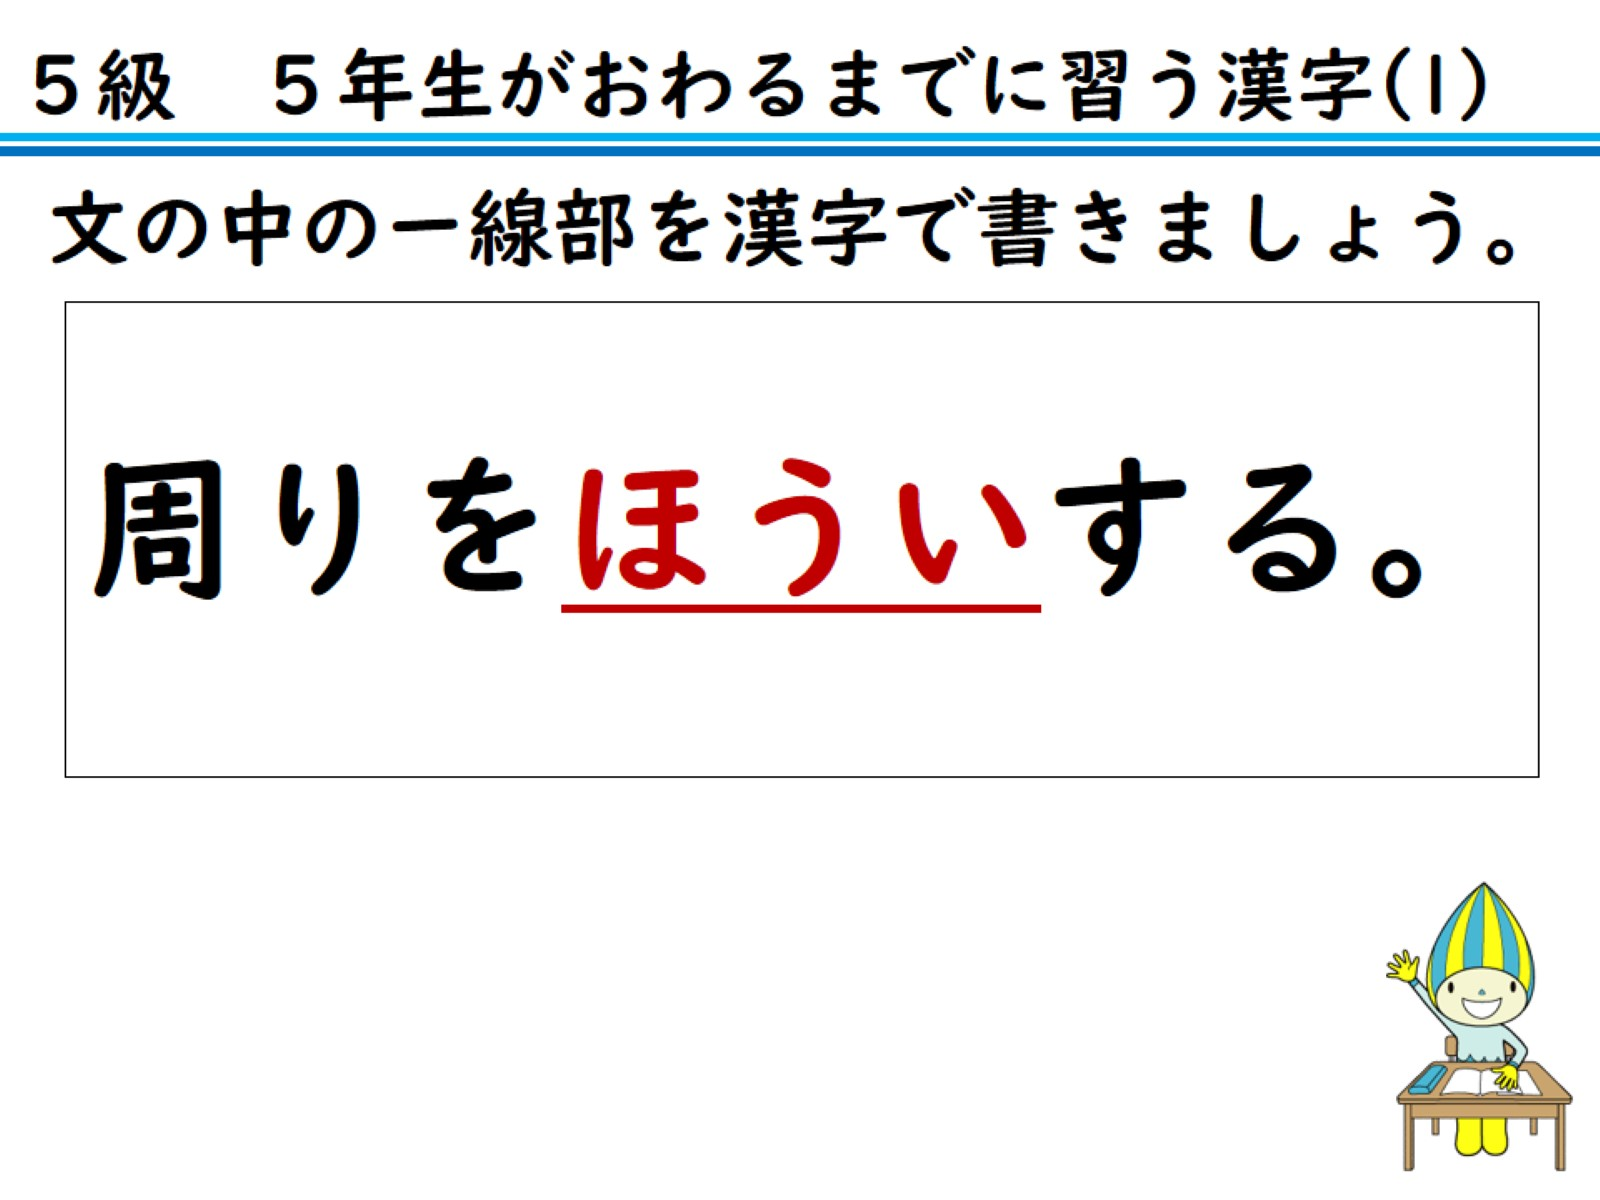 ５級　５年生がおわるまでに習う漢字(1)
文の中の―線部を漢字で書きましょう。
周りをほういする。